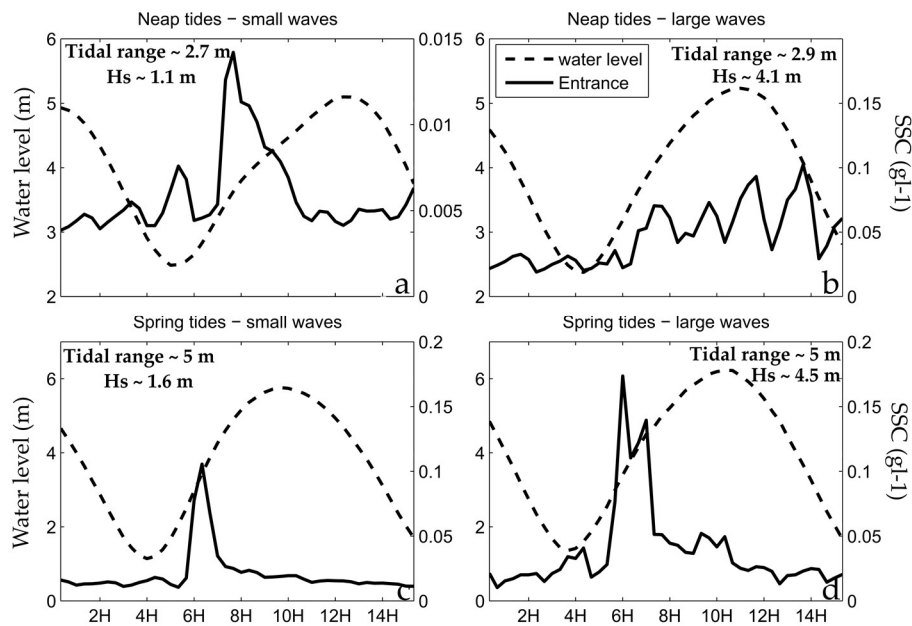 Neap tides − small waves
Tidal range ~ 2.7 m
Hs ~ 1.1 m
Water level (m)
6
5
4
3
2
0.015
0.01
0.005
0
a
Neap tides − large waves
water level
Entrance
Tidal range ~ 2.9 m
Hs ~ 4.1 m
6
5
4
3
2
0.15
0.1
0.05
0
SSC (gl-1)
b
Spring tides − small waves
Tidal range ~ 5 m
Hs ~ 1.6 m
Water level (m)
6
4
2
0
0.2
0.15
0.1
0.05
0
c
2H 4H 6H 8H 10H 12H 14H
Spring tides − large waves
Tidal range ~ 5 m
Hs ~ 4.5 m
6
4
2
0
0.2
0.15
0.1
0.05
0
SSC (gl-1)
d
2H 4H 6H 8H 10H 12H 14H